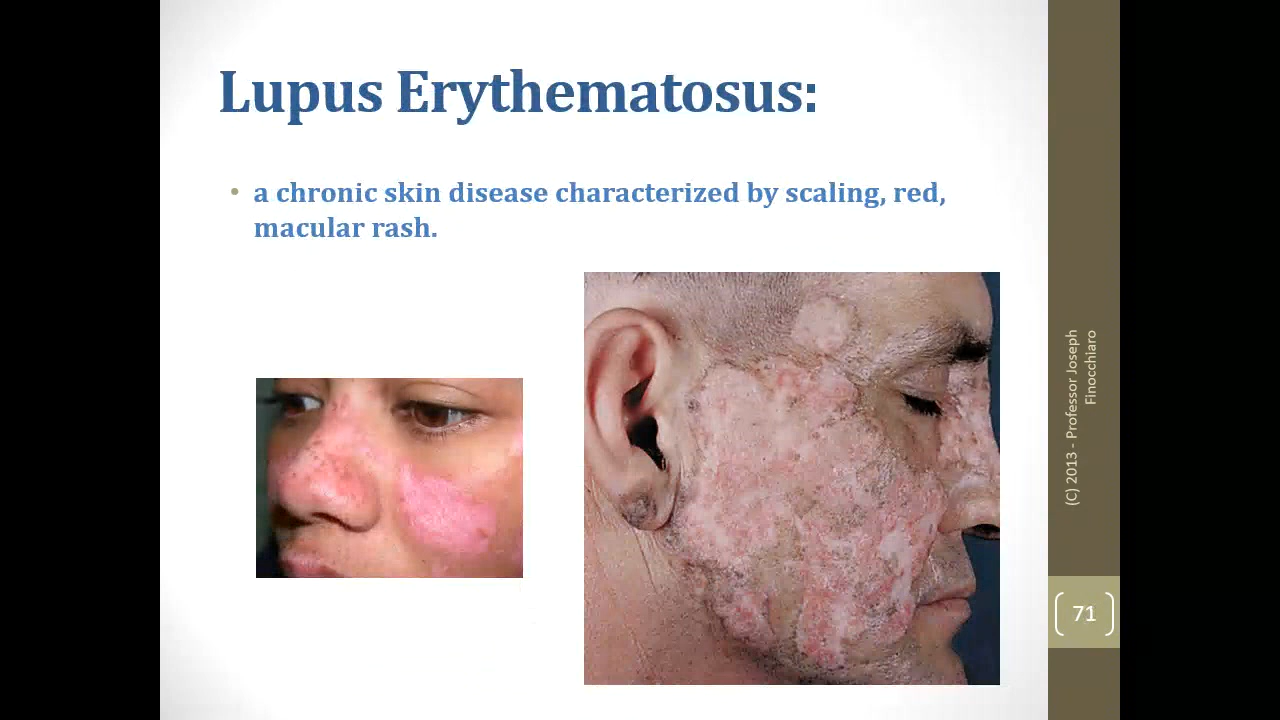 Lupus Erythematosus:
• a chronic skin disease characterized by scaling, red,
macular rash.
(C) 2013 - Professor Joseph
Finocchiaro
71